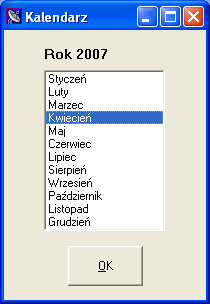 Kalendarz
Rok 2007
Styczeń
Luty
Marzec
Kwiecień
Maj
Czerwiec
Lipiec
Sierpień
Wrzesień
Październik
Listopad
Grudzień
OK